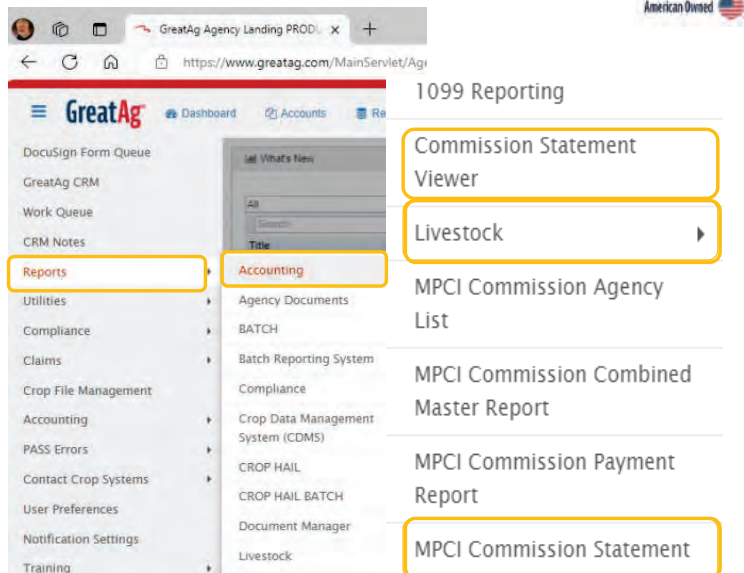 American Owned
GreatAg Agency Landing PRODU
https://www.greatag.com/MainServlet/Age
GreatAg
Dashboard
Accounts
Re
DocuSign Form Queue
GreatAg CRM
Work Queue
CRM Notes
Reports
Utilities
Compliance
Claims
Crop File Management
Accounting
PASS Errors
Contact Crop Systems
User Preferences
Notification Settings
Training
What's New
All
Search
Title
Accounting
Agency Documents
BATCH
Batch Reporting System
Compliance
Crop Data Management
System (CDMS)
CROP HAIL
CROP HAIL BATCH
Document Manager
Livestock
1099 Reporting
Commission Statement
Viewer
Livestock
MPCI Commission Agency
List
MPCI Commission Combined
Master Report
MPCI Commission Payment
Report
MPCI Commission Statement